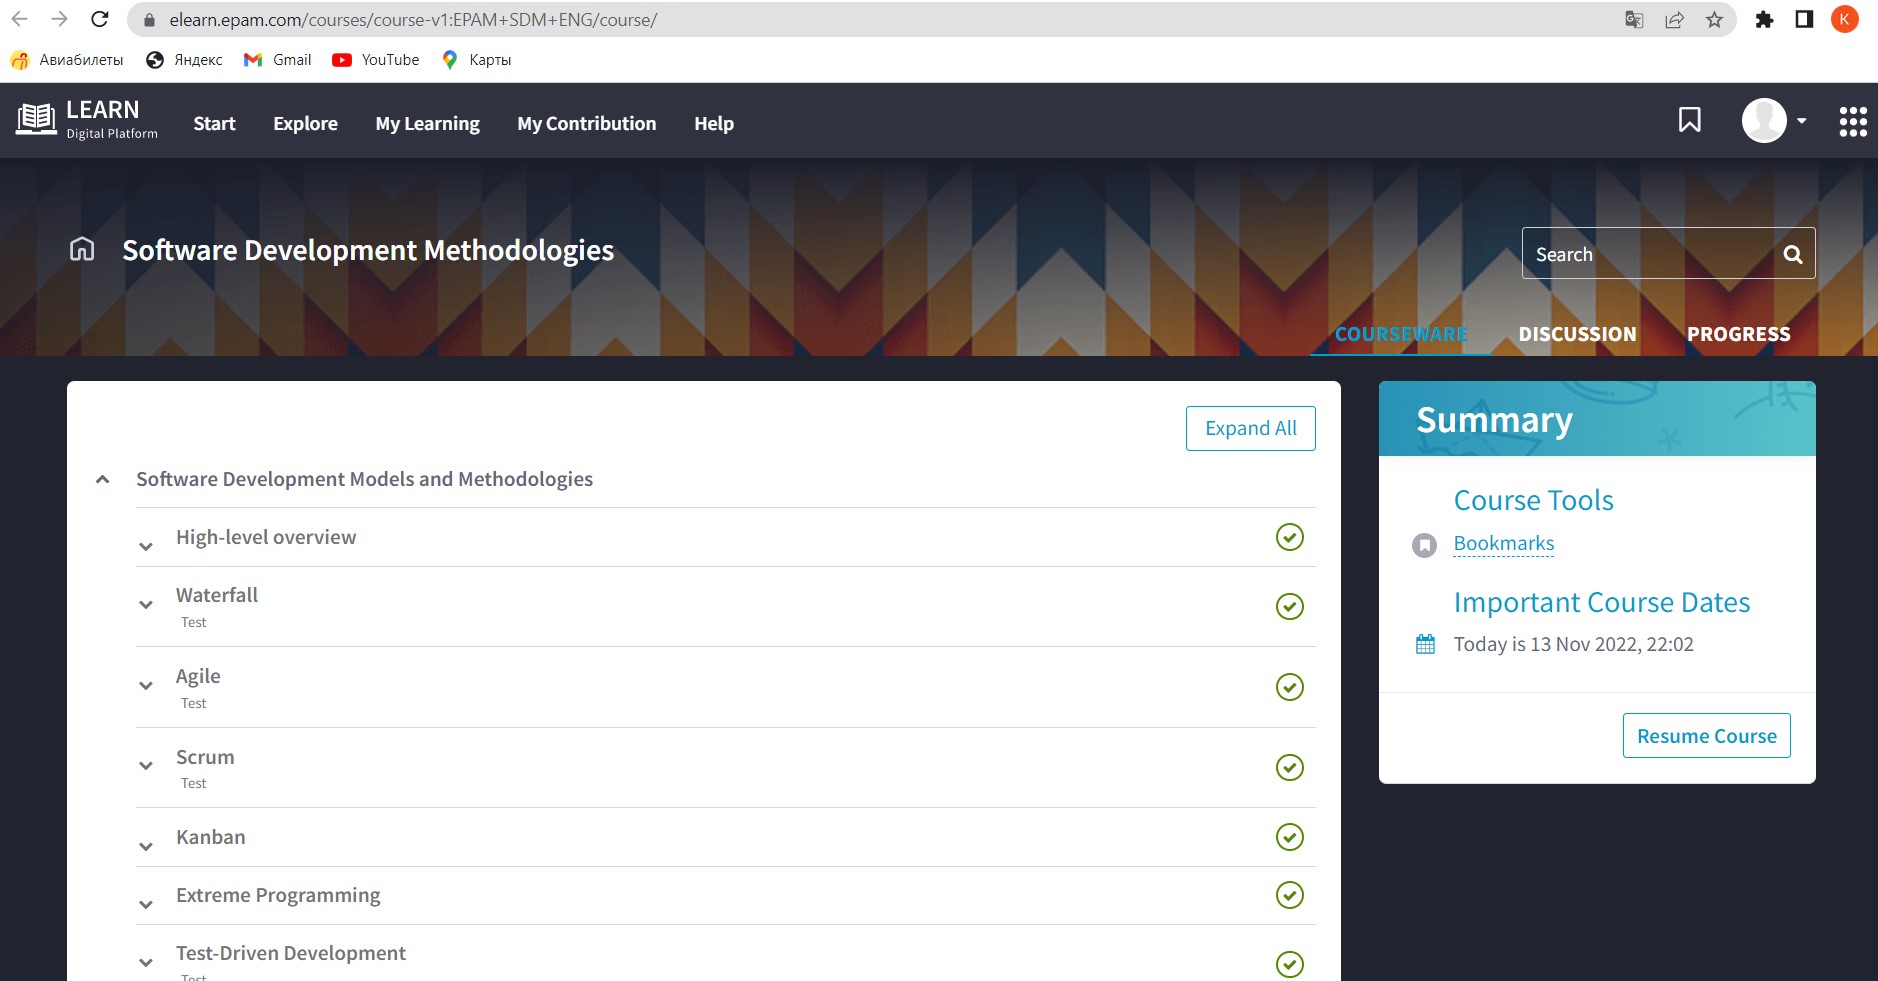 elearn.epam.com/courses/course-v1:EPAM+SDM+ENG/course/
K
Авиабилеты
Яндекс
Gmail
YouTube
Карты
LEARN
Digital Platform
Start
Explore
My Learning
My Contribution
Help
Software Development Methodologies
Search
COURSEWARE
DISCUSSION
PROGRESS
Expand All
Software Development Models and Methodologies
High-level overview
Waterfall
Test
Agile
Test
Scrum
Test
Kanban
Extreme Programming
Test-Driven Development
Test
Summary
Course Tools
Bookmarks
Important Course Dates
Today is 13 Nov 2022, 22:02
Resume Course